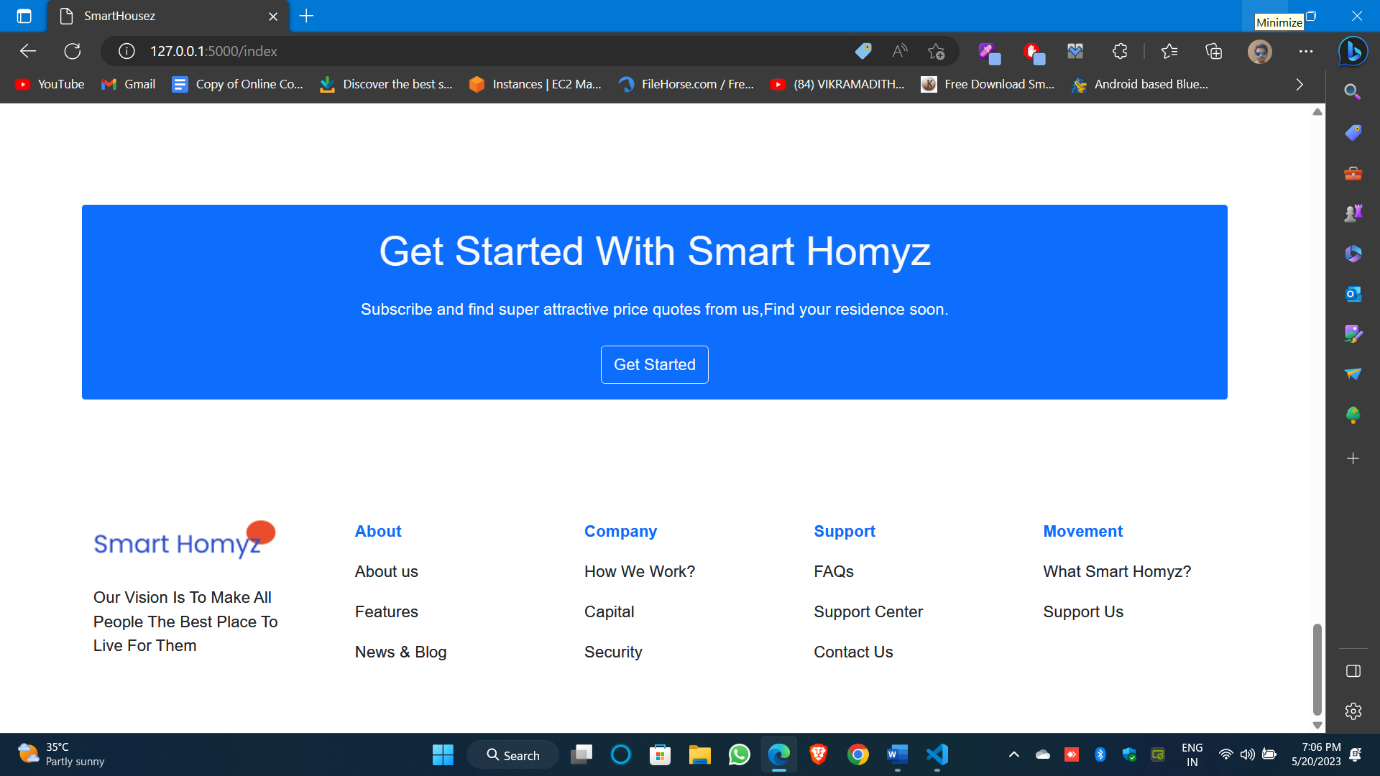 SmartHousez
Minimize
127.0.0.1:5000/index
YouTube
Gmail
Copy of Online Co...
Discover the best s...
Instances | EC2 Ma...
FileHorse.com / Fre...
(84) VIKRAMADITH...
Free Download Sm...
Android based Blue...
Get Started With Smart Homyz
Subscribe and find super attractive price quotes from us,Find your residence soon.
Get Started
Smart Homyz
Our Vision Is To Make All
People The Best Place To
Live For Them
About
About us
Features
News & Blog
Company
How We Work?
Capital
Security
Support
FAQs
Support Center
Contact Us
Movement
What Smart Homyz?
Support Us
35°C
Partly sunny
Search
ENG
IN
7:06 PM
5/20/2023